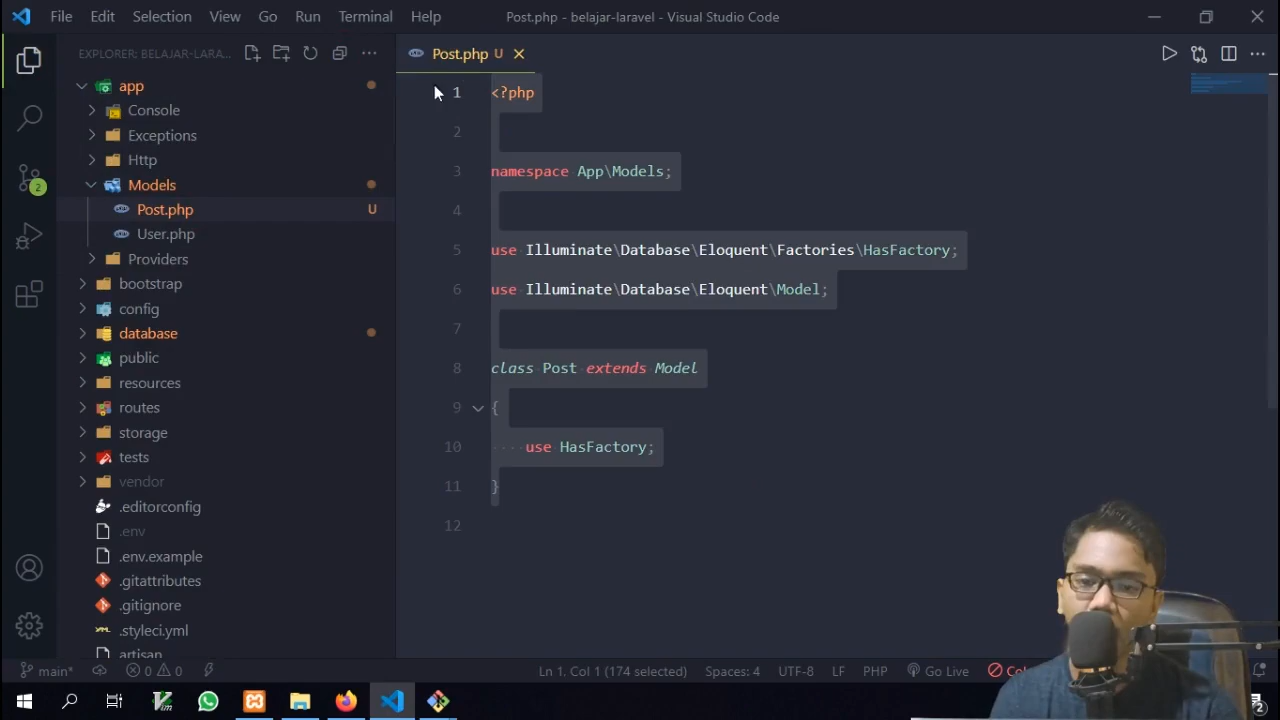 File Edit Selection View Go Run Terminal Help
Post.php - belajar-laravel - Visual Studio Code
EXPLORER: BELAJAR-LARA...
app
Console
Exceptions
Http
Models
Post.php U
User.php
Providers
bootstrap
config
database
public
resources
routes
storage
tests
vendor
.editorconfig
.env
.env.example
.gitattributes
.gitignore
.styleci.yml
artisan
2
Post.php U
1 <?php
2
3 namespace App\Models;
4
5 use Illuminate\Database\Eloquent\Factories\HasFactory;
6 use Illuminate\Database\Eloquent\Model;
7
8 class Post extends Model
9 {
10 use HasFactory;
11 }
12
main* 0 0
Ln 1, Col 1 (174 selected) Spaces: 4 UTF-8 LF PHP Go Live
2